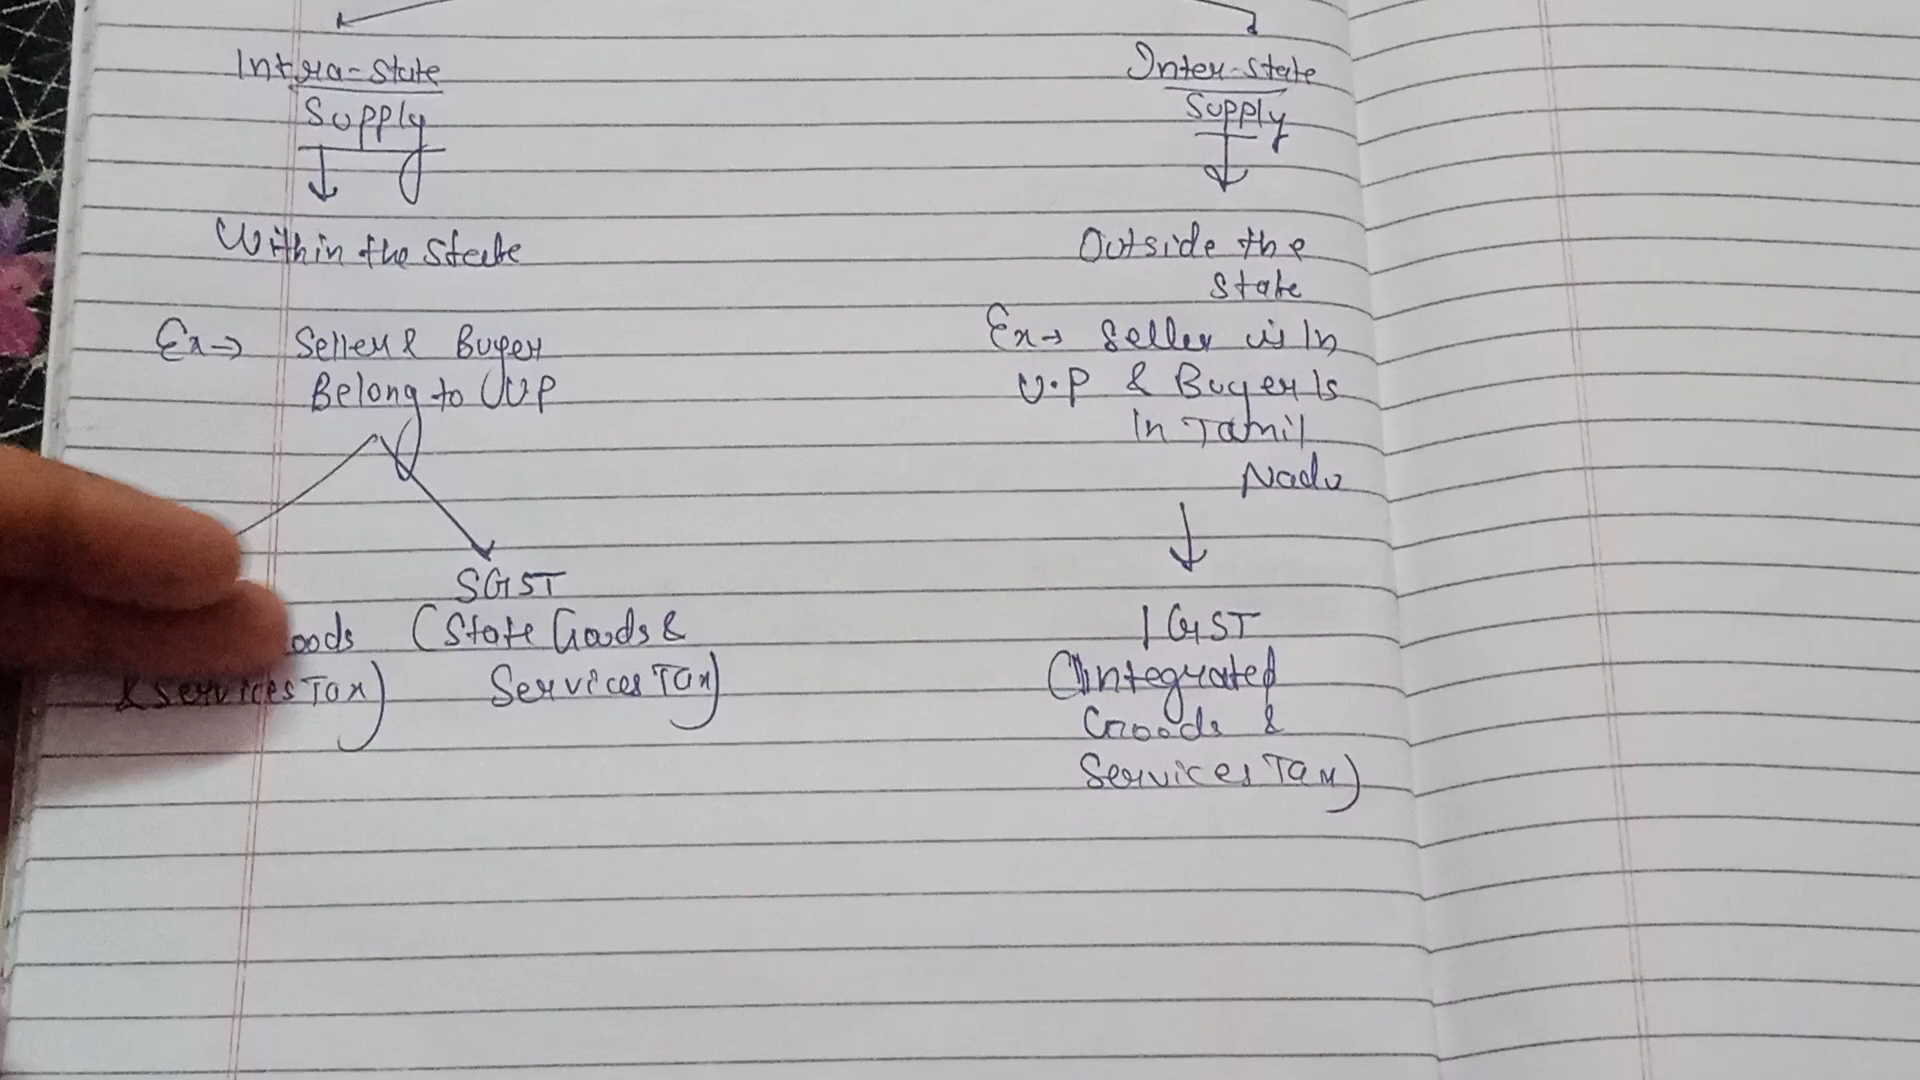 Intra-State
Supply
Within the State
Ex→ Seller & Buyer
Belong to UP
SGST
oods (State Goods &
& Services Tax) Services Tax)
Inter-State
Supply
Outside the
State
Ex→ Seller is In
U.P & Buyer Is
In Tamil
Nadu
IGST
(Integrated
Goods &
Services Tax)